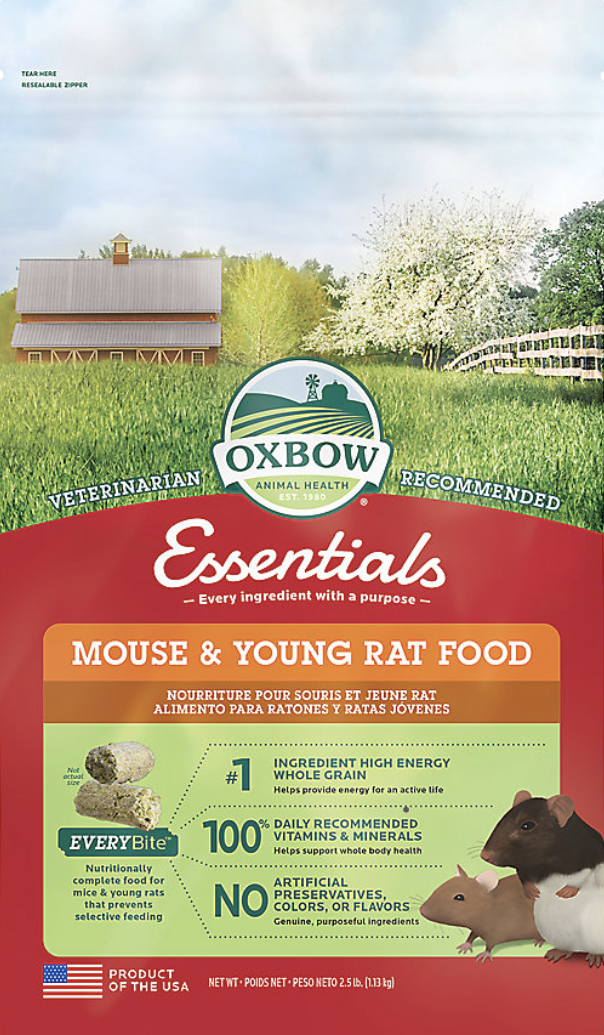 TEAR HERE
RESEALABLE ZIPPER
OXBOW
ANIMAL HEALTH
EST. 1980
®
VETERINARIAN RECOMMENDED
Essentials
— Every ingredient with a purpose —
MOUSE & YOUNG RAT FOOD
NOURRITURE POUR SOURIS ET JEUNE RAT
ALIMENTO PARA RATONES Y RATAS JÓVENES
Not
actual
size
EVERYBite™
Nutritionally
complete food for
mice & young rats
that prevents
selective feeding
#1 INGREDIENT HIGH ENERGY
WHOLE GRAIN
Helps provide energy for an active life
100% DAILY RECOMMENDED
VITAMINS & MINERALS
Helps support whole body health
NO ARTIFICIAL
PRESERVATIVES,
COLORS, OR FLAVORS
Genuine, purposeful ingredients
PRODUCT
OF THE USA
NET WT • POIDS NET • PESO NETO 2.5 lb. (1.13 kg)